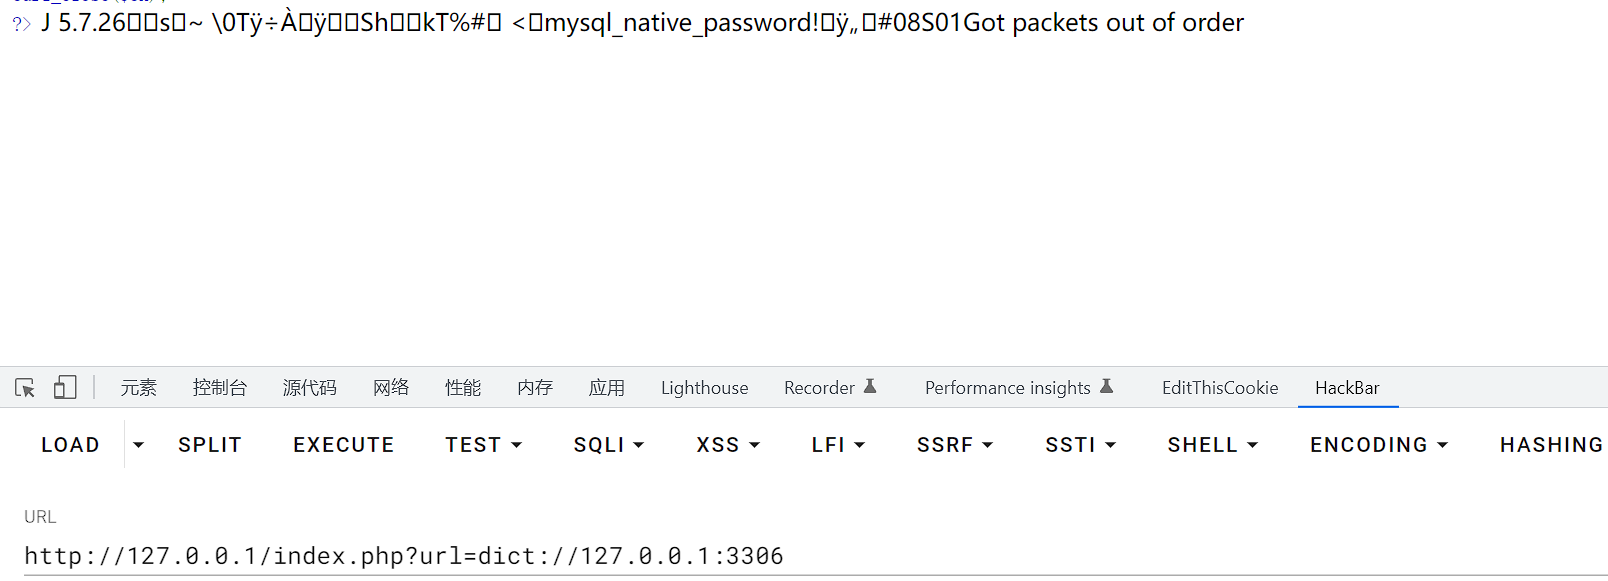 ?> J 5.7.26s~ \0Tÿ÷ÀÿShkT%# <mysql_native_password!ÿ„#08S01Got packets out of order
元素 控制台 源代码 网络 性能 内存 应用 Lighthouse Recorder Performance insights EditThisCookie HackBar
LOAD SPLIT EXECUTE TEST SQLI XSS LFI SSRF SSTI SHELL ENCODING HASHING
URL
http://127.0.0.1/index.php?url=dict://127.0.0.1:3306